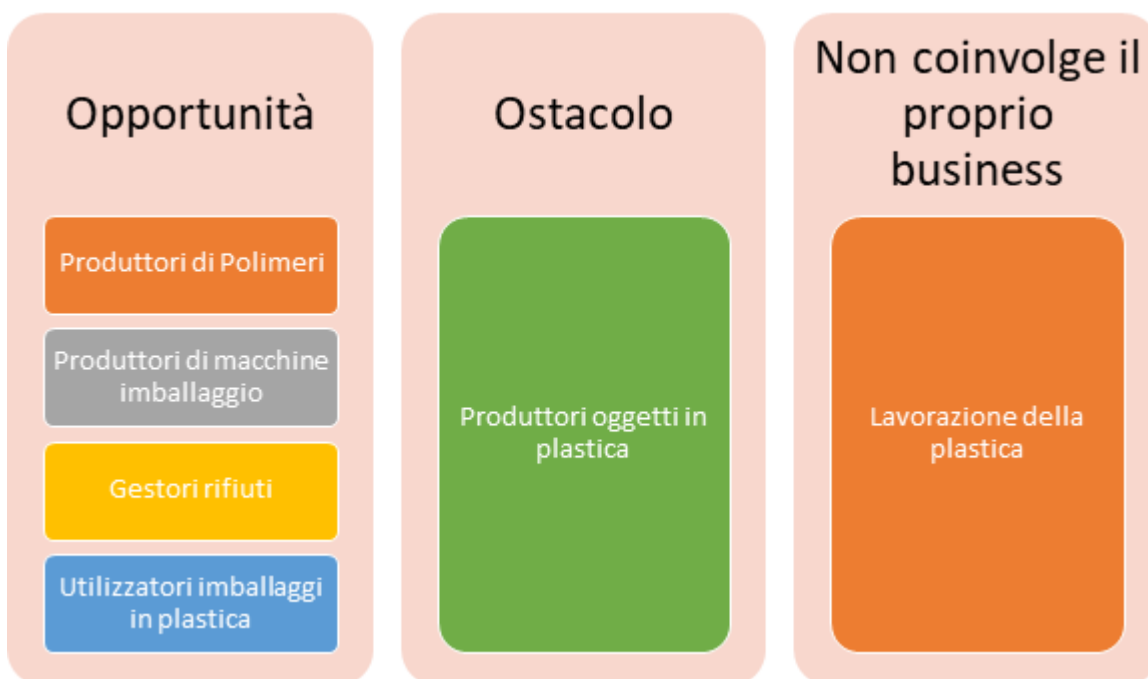 Opportunità
Produttori di Polimeri
Produttori di macchine
imballaggio
Gestori rifiuti
Utilizzatori imballaggi
in plastica
Ostacolo
Produttori oggetti in
plastica
Non coinvolge il
proprio
business
Lavorazione della
plastica